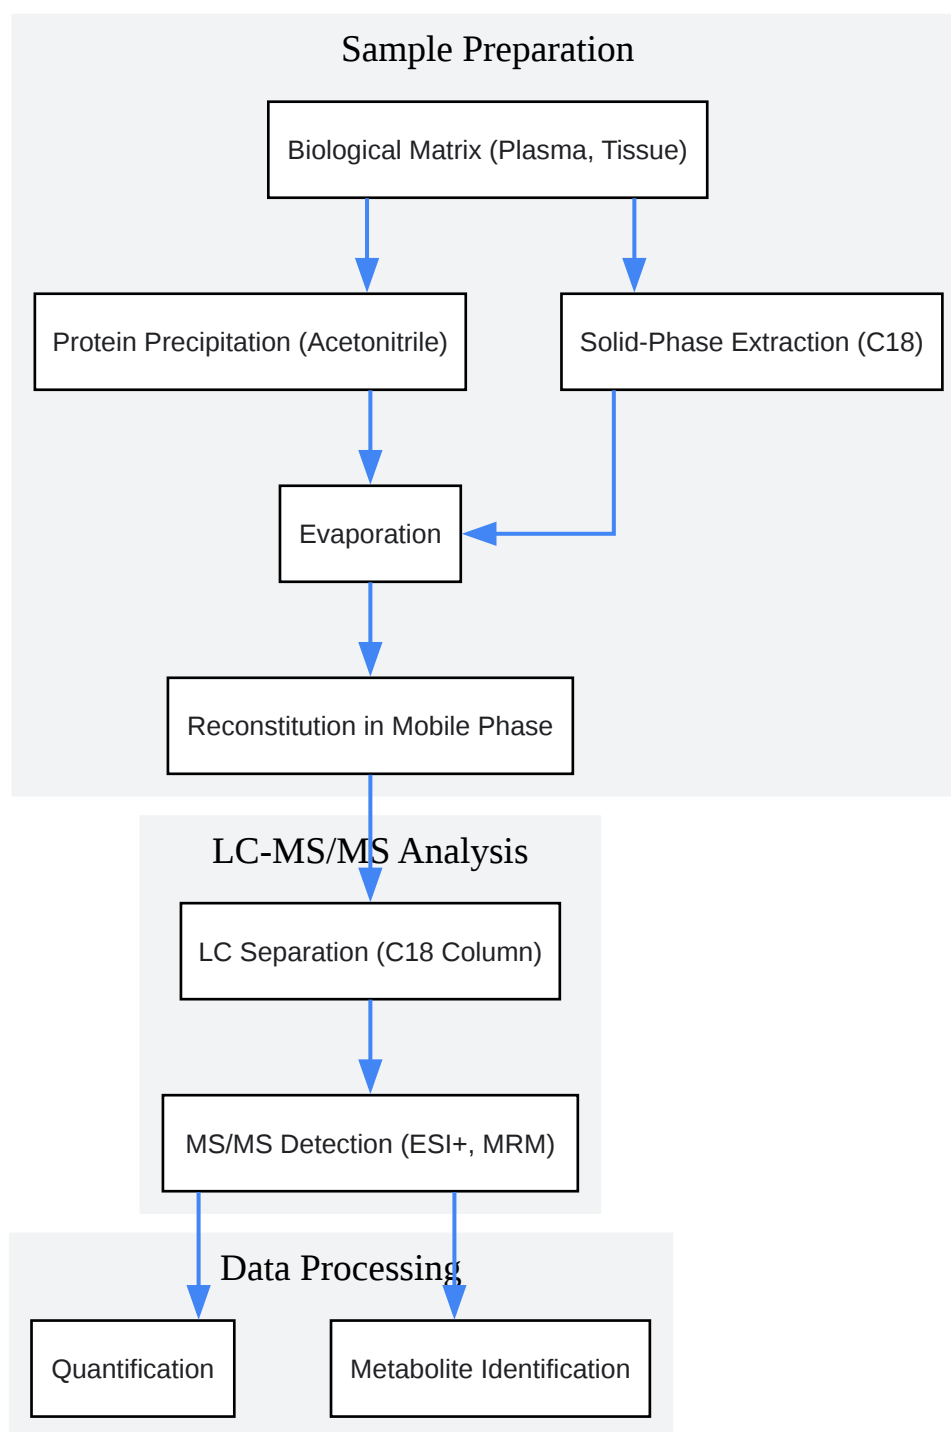 Sample Preparation
Biological Matrix (Plasma, Tissue)
Protein Precipitation (Acetonitrile)
Solid-Phase Extraction (C18)
Evaporation
Reconstitution in Mobile Phase
LC-MS/MS Analysis
LC Separation (C18 Column)
MS/MS Detection (ESI+, MRM)
Data Processing
Quantification
Metabolite Identification